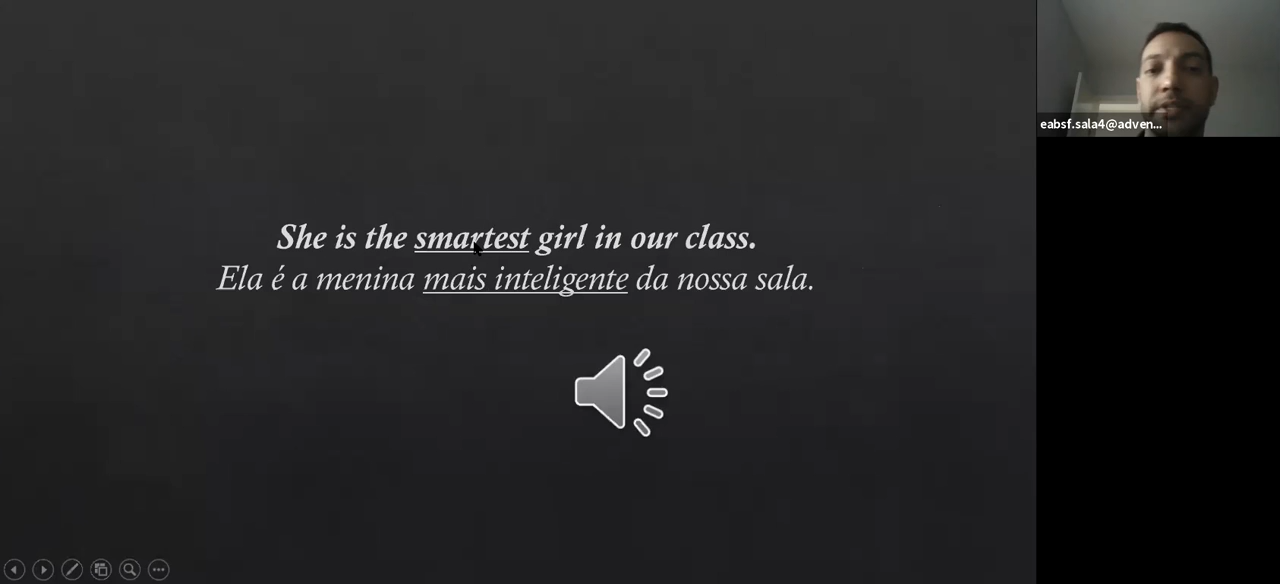 She is the smartest girl in our class.
Ela é a menina mais inteligente da nossa sala.
eabsf.sala4@adven...